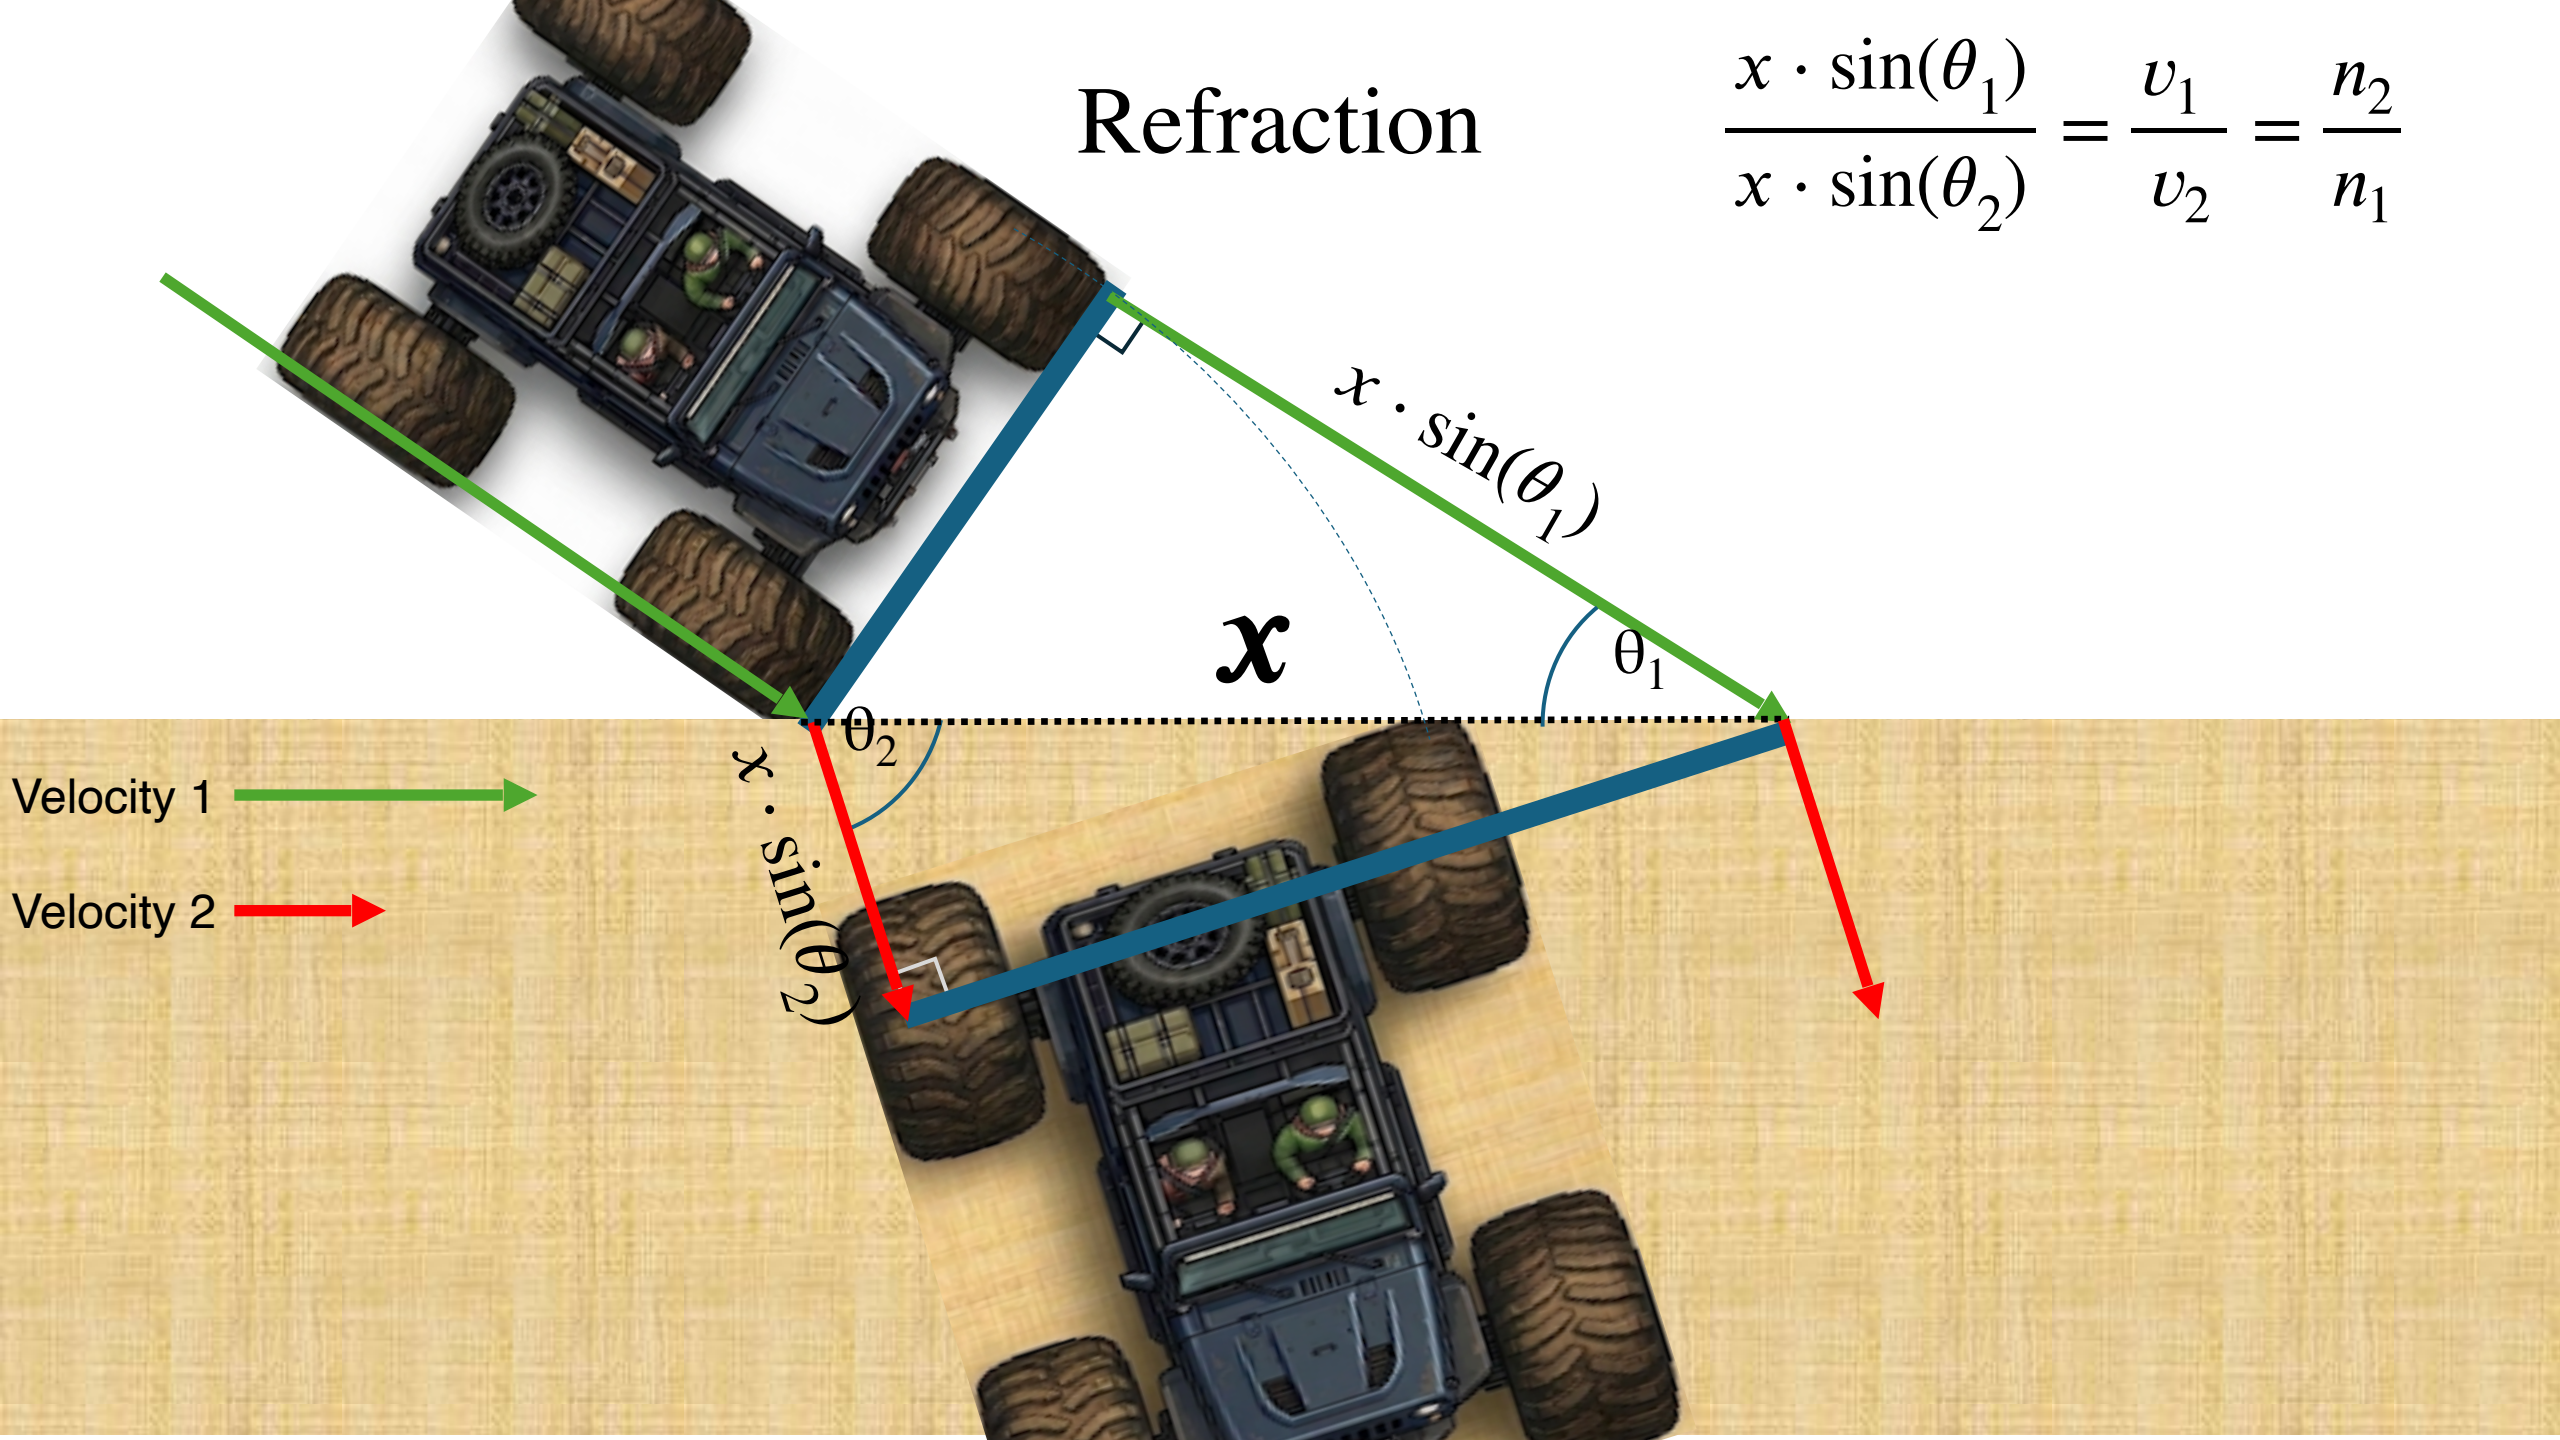 Refraction
x · sin(θ₁) / x · sin(θ₂) = v₁ / v₂ = n₂ / n₁
x · sin(θ₁)
x
θ₁
θ₂
x · sin(θ₂)
Velocity 1
Velocity 2